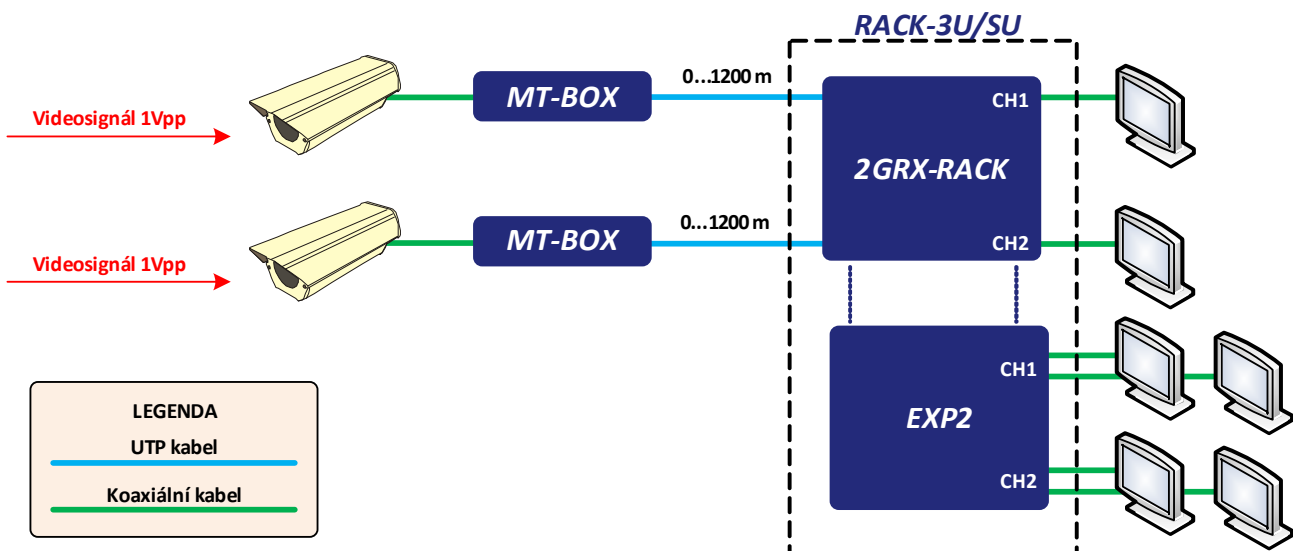 RACK-3U/SU
Videosignál 1Vpp
MT-BOX
0...1200 m
CH1
2GRX-RACK
Videosignál 1Vpp
MT-BOX
0...1200 m
CH2
CH1
EXP2
CH2
LEGENDA
UTP kabel
Koaxiální kabel